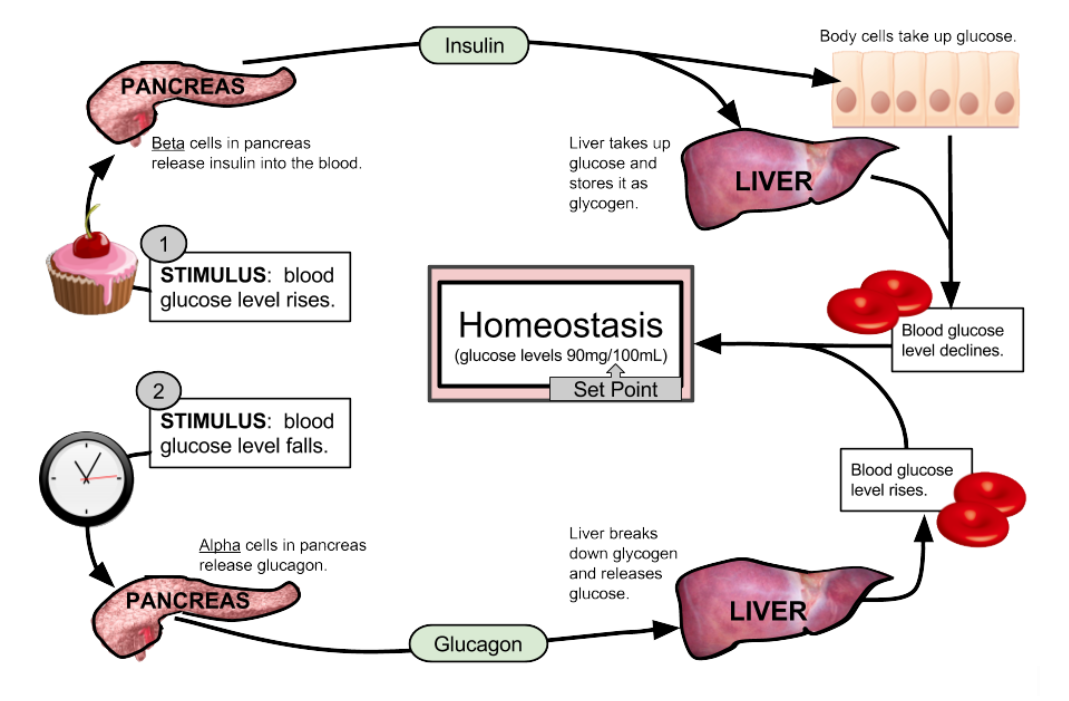 Insulin
Body cells take up glucose.
PANCREAS
Beta cells in pancreas
release insulin into the blood.
Liver takes up
glucose and
stores it as
glycogen.
LIVER
1
STIMULUS: blood
glucose level rises.
Homeostasis
(glucose levels 90mg/100mL)
Set Point
Blood glucose
level declines.
2
STIMULUS: blood
glucose level falls.
Blood glucose
level rises.
Alpha cells in pancreas
release glucagon.
PANCREAS
Liver breaks
down glycogen
and releases
glucose.
LIVER
Glucagon